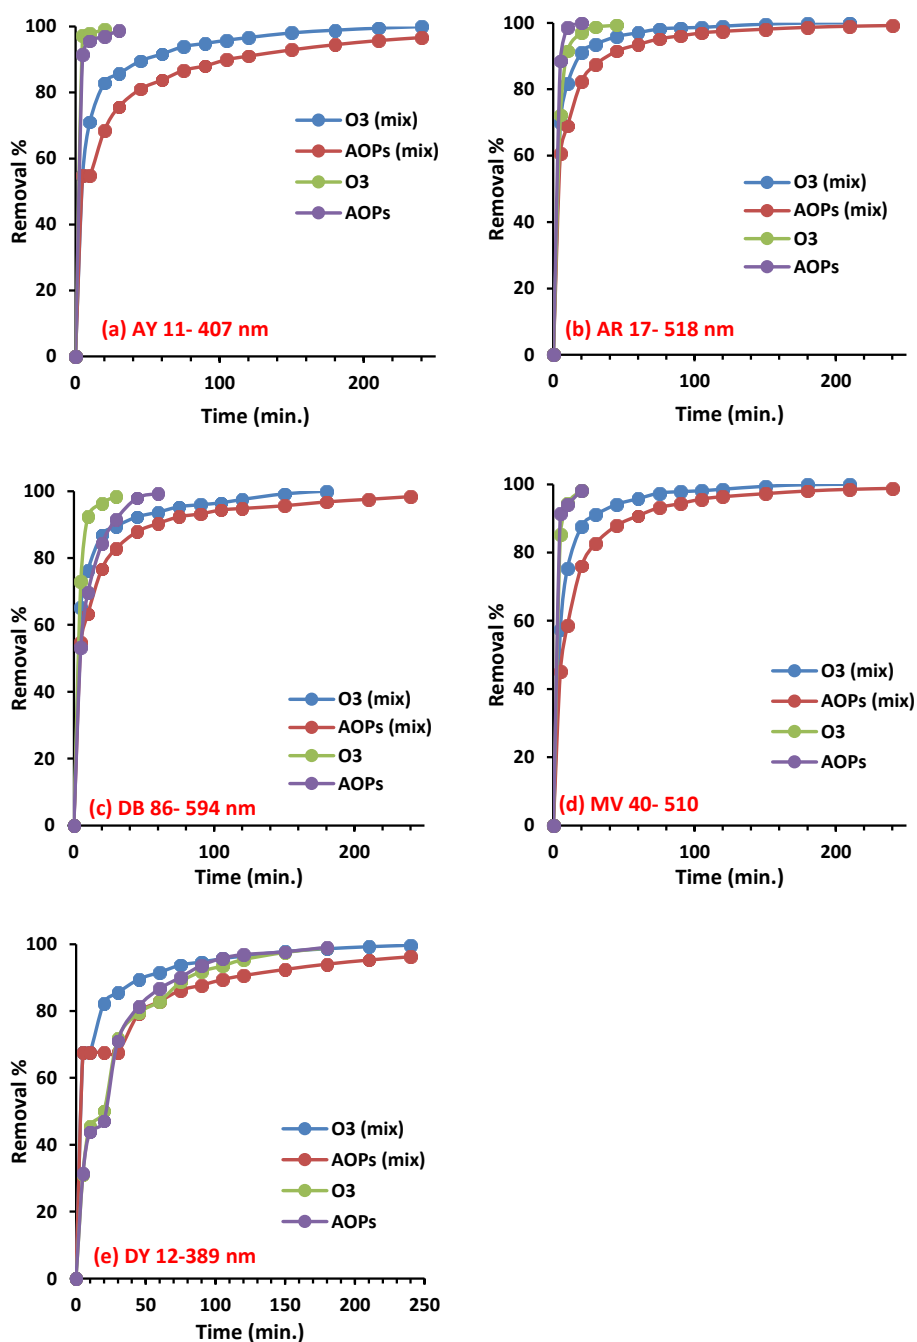 100
80
60
40
20
0
Removal %
O3 (mix)
AOPs (mix)
O3
AOPs
(a) AY 11- 407 nm
0
100
200
Time (min.)
100
80
60
40
20
0
Removal %
O3 (mix)
AOPs (mix)
O3
AOPs
(b) AR 17- 518 nm
0
100
200
Time (min.)
100
80
60
40
20
0
Removal %
O3 (mix)
AOPs (mix)
O3
AOPs
(c) DB 86- 594 nm
0
100
200
Time (min.)
100
80
60
40
20
0
Removal %
O3 (mix)
AOPs (mix)
O3
AOPs
(d) MV 40- 510
0
100
200
Time (min.)
100
80
60
40
20
0
Removal %
O3 (mix)
AOPs (mix)
O3
AOPs
(e) DY 12-389 nm
0
50
100
150
200
250
Time (min.)